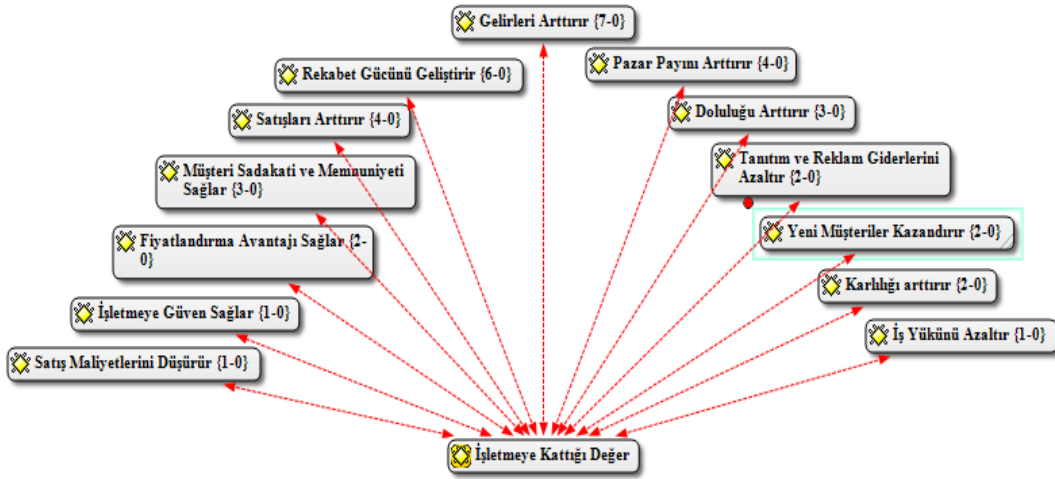 Gelirleri Arttırır {7-0}
Rekabet Gücünü Geliştirir {6-0}
Pazar Payını Arttırır {4-0}
Satışları Arttırır {4-0}
Doluluğu Arttırır {3-0}
Müşteri Sadakati ve Memnuniyeti
Sağlar {3-0}
Tanıtım ve Reklam Giderlerini
Azaltır {2-0}
Fiyatlandırma Avantajı Sağlar {2-
0}
Yeni Müşteriler Kazandırır {2-0}
İşletmeye Güven Sağlar {1-0}
Karlılığı arttırır {2-0}
Satış Maliyetlerini Düşürür {1-0}
İş Yükünü Azaltır {1-0}
İşletmeye Kattığı Değer